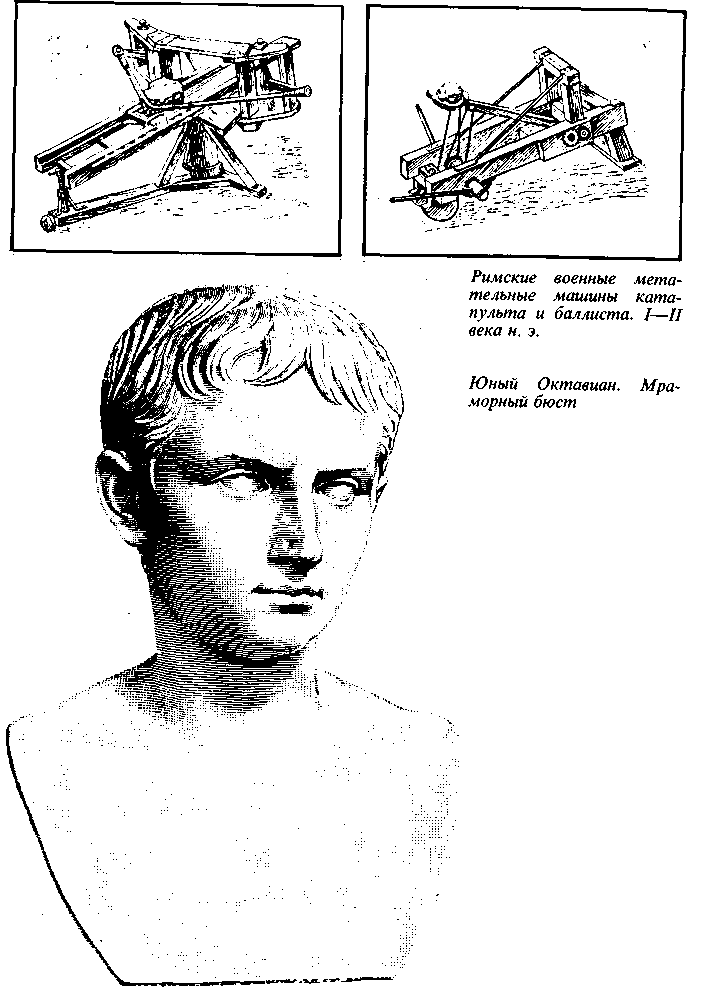 Римские военные мета-
тельные машины ката-
пульта и баллиста. I—II
века н. э.
Юный Октавиан. Мра-
морный бюст